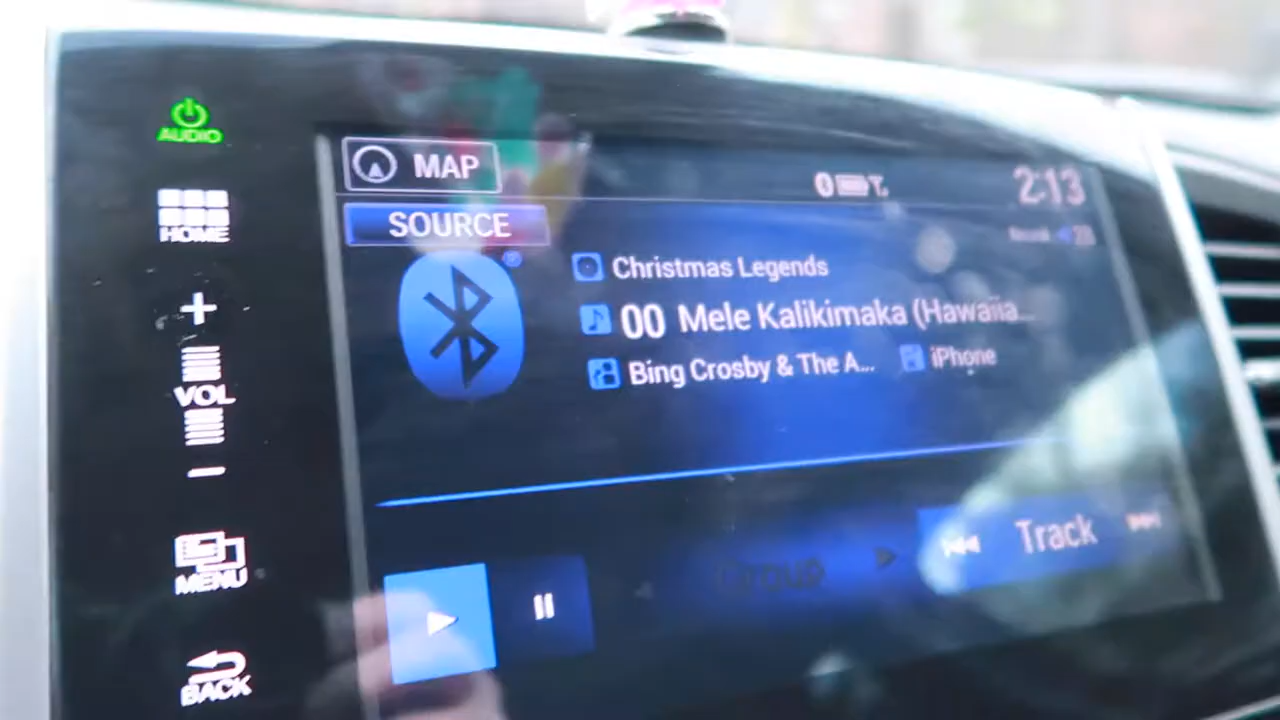 AUDIO
HOME
+
VOL
−
MENU
BACK
MAP
2:13
SOURCE
Christmas Legends
00 Mele Kalikimaka (Hawaiia...
Bing Crosby & The A... iPhone
Group
Track